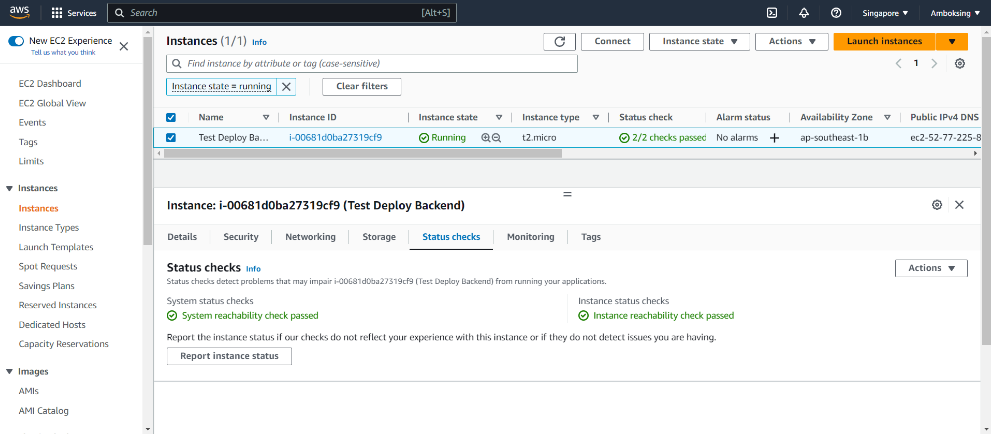 aws Services Search [Alt+S] Singapore Amboksing
New EC2 Experience
Tell us what you think
EC2 Dashboard
EC2 Global View
Events
Tags
Limits
Instances
Instances
Instance Types
Launch Templates
Spot Requests
Savings Plans
Reserved Instances
Dedicated Hosts
Capacity Reservations
Images
AMIs
AMI Catalog
Instances (1/1) Info Connect Instance state Actions Launch instances
Find instance by attribute or tag (case-sensitive) 1
Instance state = running Clear filters
Name Instance ID Instance state Instance type Status check Alarm status Availability Zone Public IPv4 DNS
Test Deploy Ba... i-00681d0ba27319cf9 Running t2.micro 2/2 checks passed No alarms ap-southeast-1b ec2-52-77-225-8
Instance: i-00681d0ba27319cf9 (Test Deploy Backend)
Details Security Networking Storage Status checks Monitoring Tags
Status checks Info Actions
Status checks detect problems that may impair i-00681d0ba27319cf9 (Test Deploy Backend) from running your applications.
System status checks Instance status checks
System reachability check passed Instance reachability check passed
Report the instance status if our checks do not reflect your experience with this instance or if they do not detect issues you are having.
Report instance status